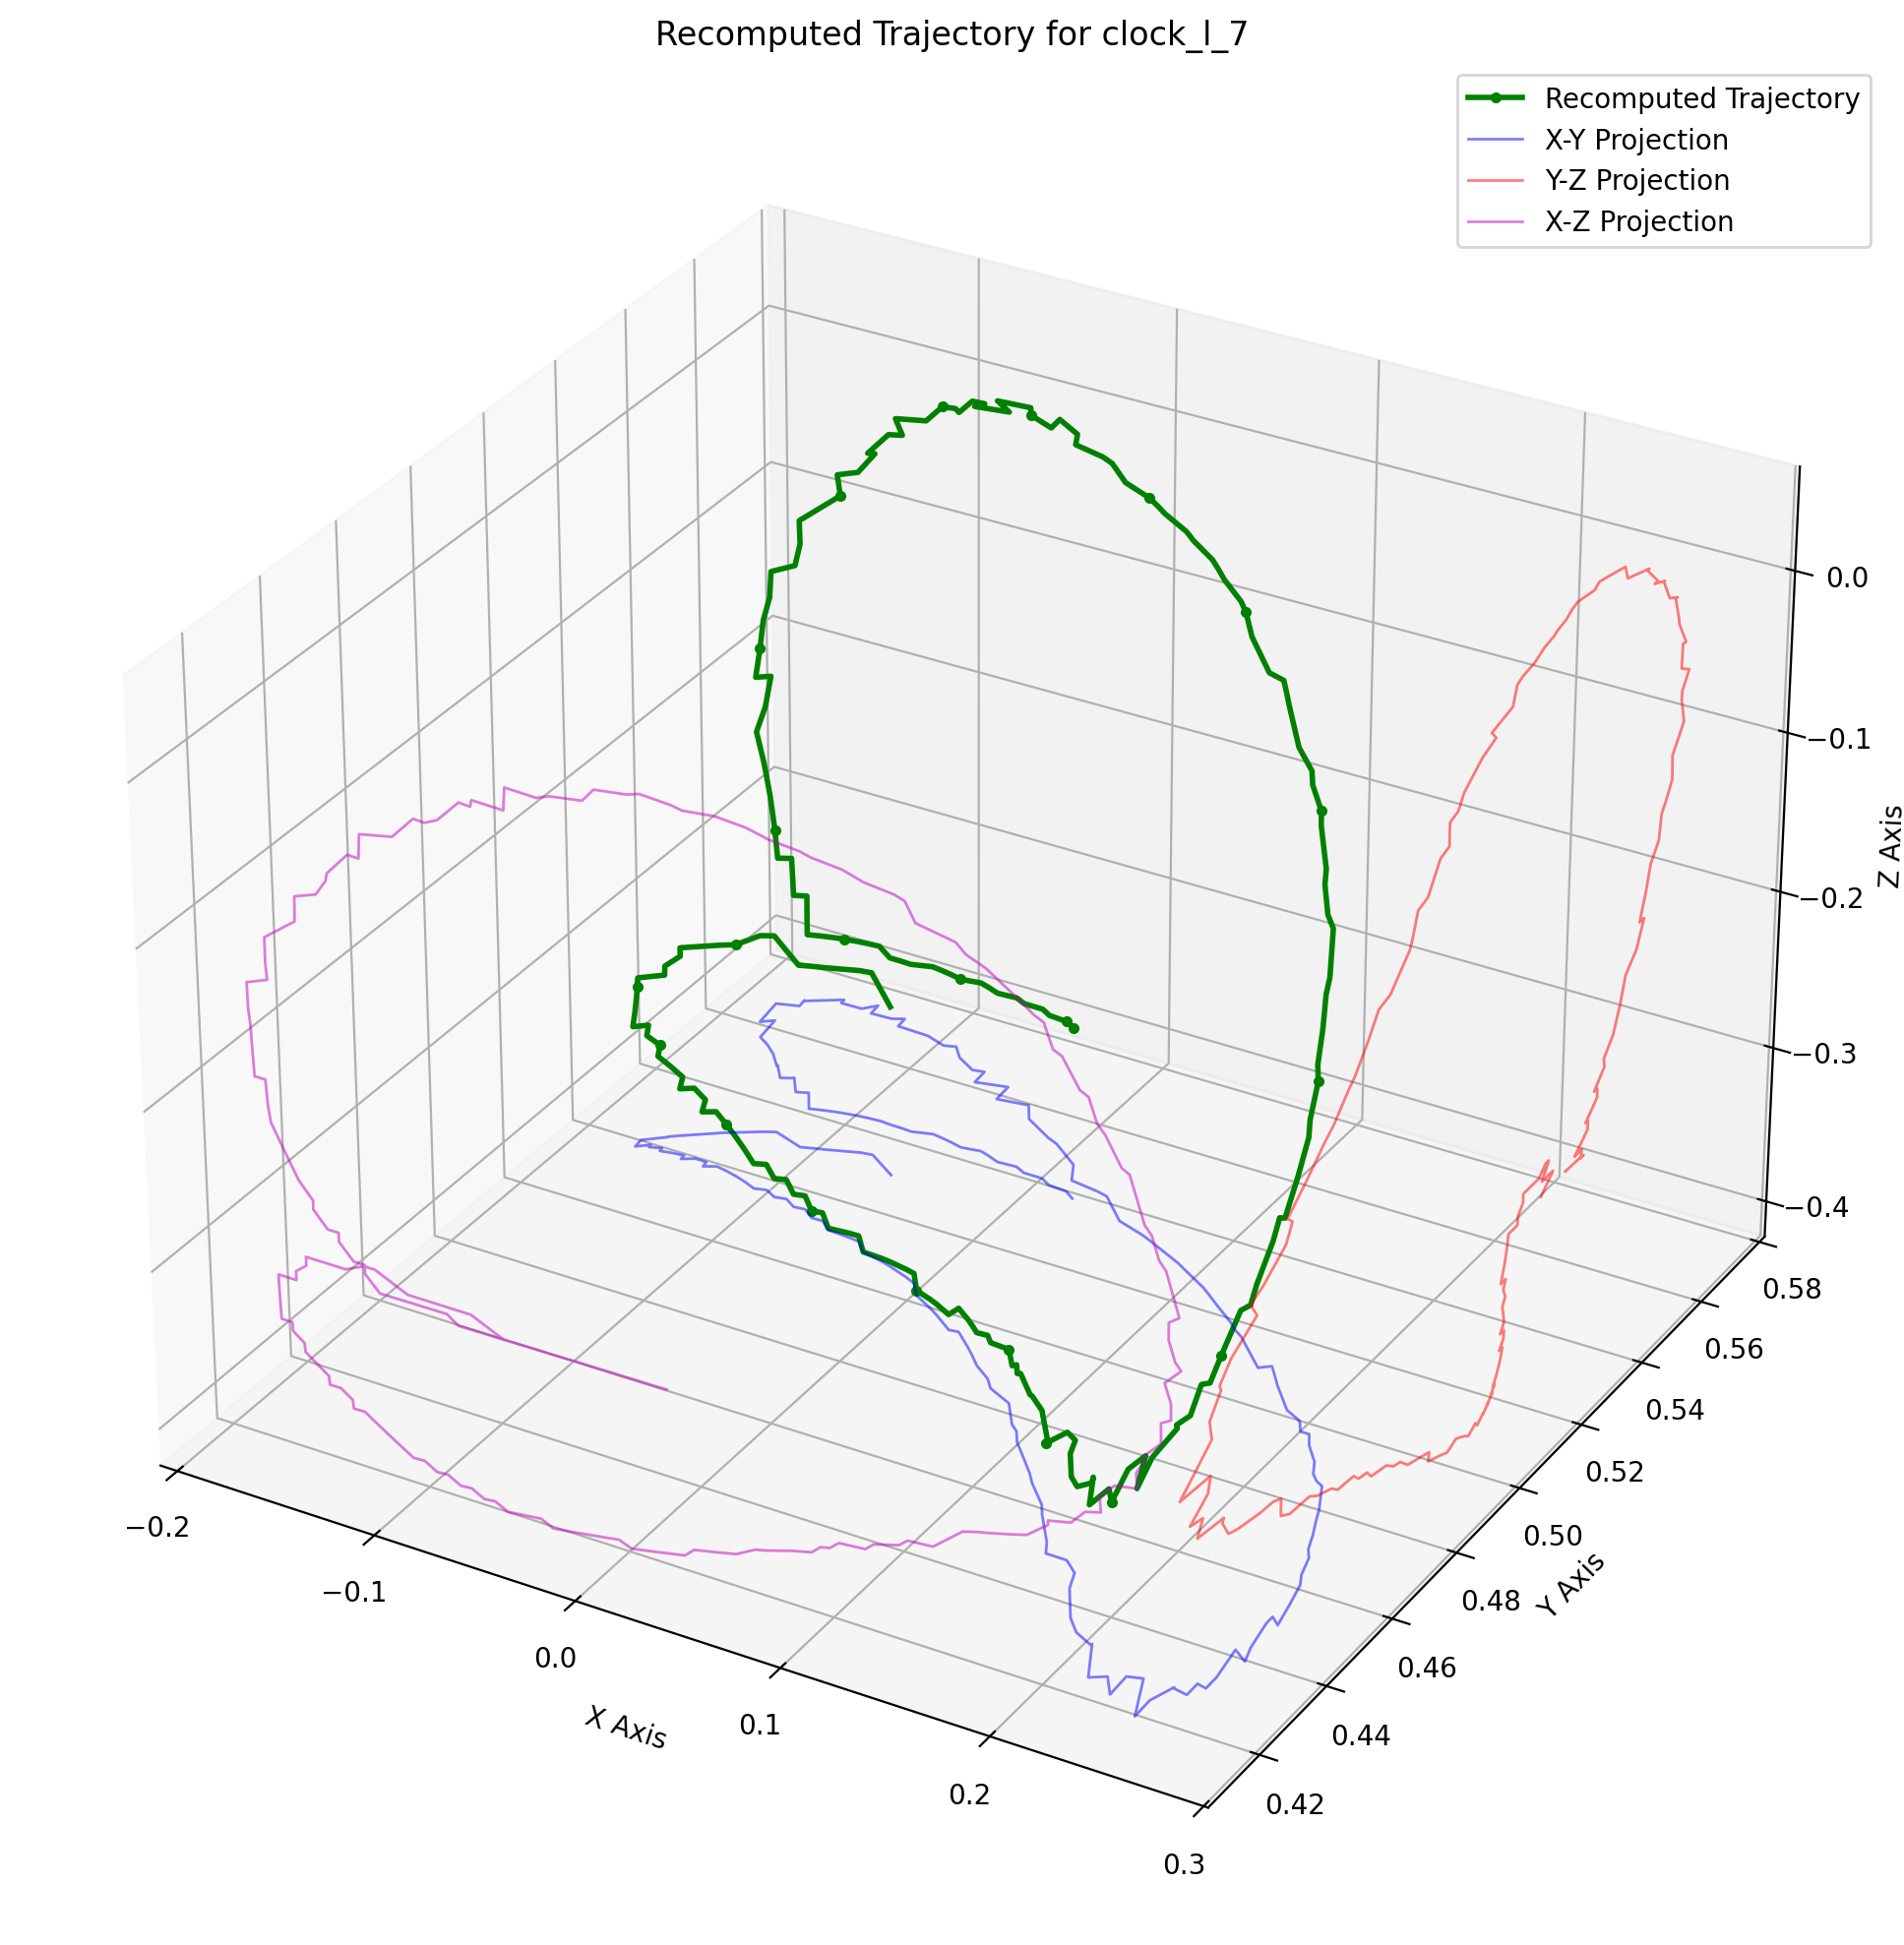 Recomputed Trajectory for clock_l_7
Recomputed Trajectory
X-Y Projection
Y-Z Projection
X-Z Projection
0.0
−0.1
−0.2
−0.3
−0.4
Z Axis
0.58
0.56
0.54
0.52
0.50
0.48
0.46
0.44
0.42
Y Axis
−0.2
−0.1
0.0
0.1
0.2
0.3
X Axis